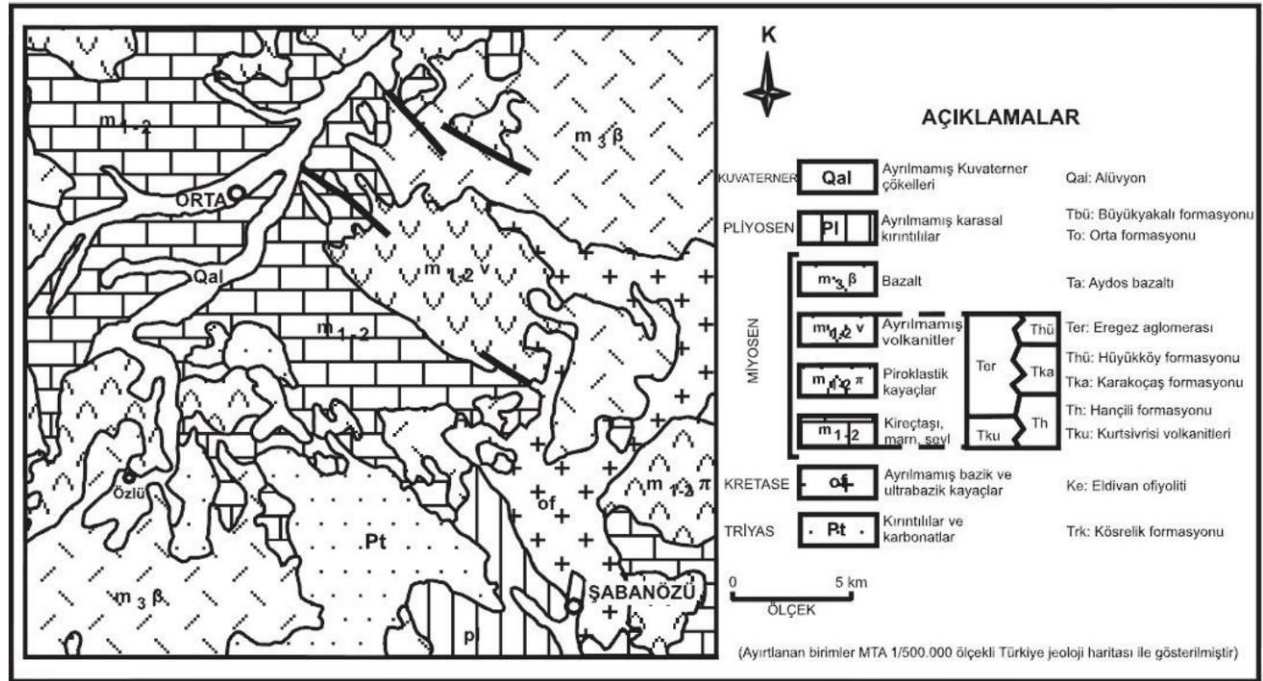 m 1-2
m 3 β
ORTA
m 1-2 v
Qal
m 1-2
Özlü
m 1-2 π
of
Pt
m 3 β
ŞABANÖZÜ
pl
K
AÇIKLAMALAR
KUVATERNER Qal Ayrılmamış Kuvaterner çökelleri Qal: Alüvyon
PLİYOSEN Pl Ayrılmamış karasal kırıntılılar Tbü: Büyükyakalı formasyonu
To: Orta formasyonu
MİYOSEN
m 3 β Bazalt Ta: Aydos bazaltı
m 1-2 v Ayrılmamış volkanitler Ter: Eregez aglomerası
m 1-2 π Piroklastik kayaçlar Thü: Hüyükköy formasyonu
Tka: Karakoçaş formasyonu
m 1-2 Kireçtaşı, marn, şeyl Th: Hançili formasyonu
Tku: Kurtsivrisi volkanitleri
Ter Thü
Tka
Th
Tku
KRETASE of Ayrılmamış bazik ve ultrabazik kayaçlar Ke: Eldivan ofiyoliti
TRİYAS Pt Kırıntılılar ve karbonatlar Trk: Kösrelik formasyonu
0 5 km
ÖLÇEK
(Ayırtlanan birimler MTA 1/500.000 ölçekli Türkiye jeoloji haritası ile gösterilmiştir)